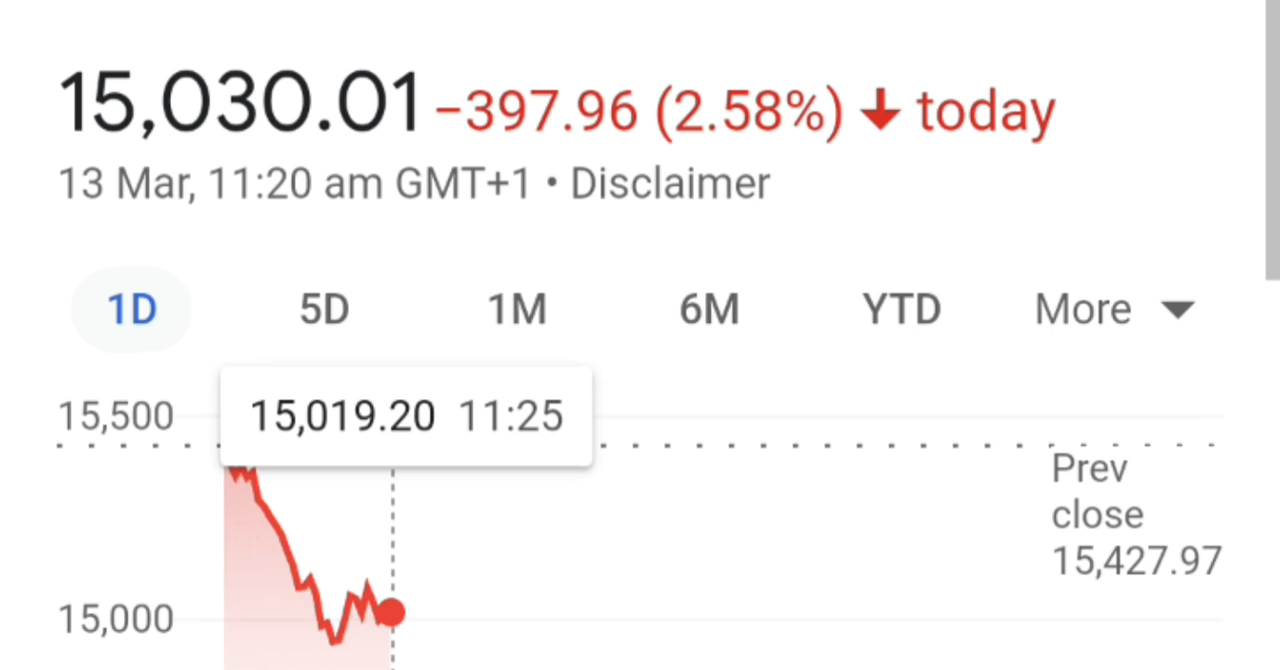 15,030.01 −397.96 (2.58%) ↓ today
13 Mar, 11:20 am GMT+1 • Disclaimer
1D 5D 1M 6M YTD More
15,019.20 11:25
15,500
Prev
close
15,427.97
15,000